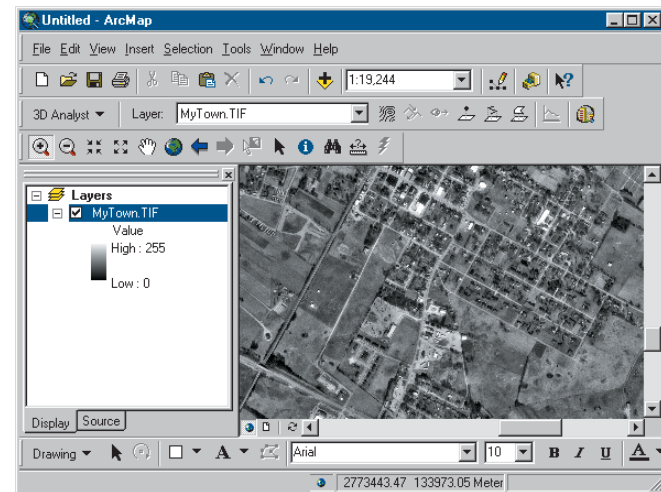 Untitled - ArcMap
File Edit View Insert Selection Tools Window Help
1:19,244
3D Analyst Layer: MyTown.TIF
Layers
MyTown.TIF
Value
High : 255
Low : 0
Display Source
Drawing A Arial 10 B I U A
2773443.47 133973.05 Meter